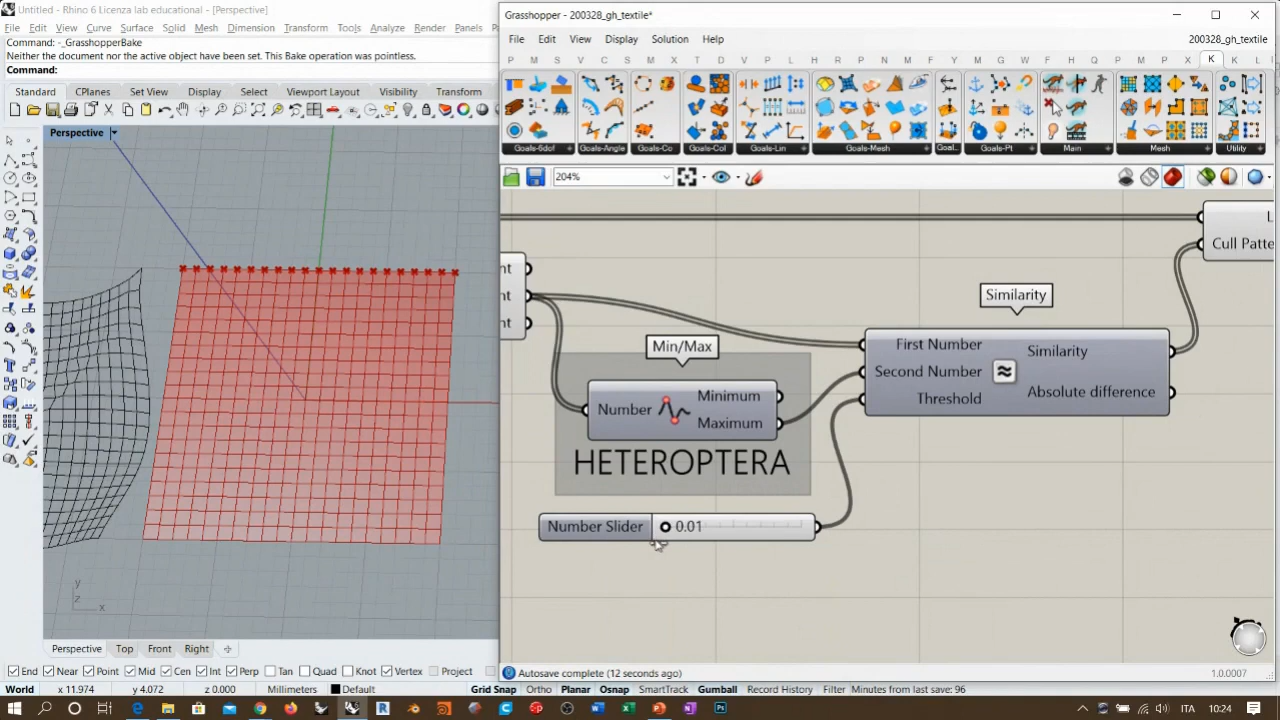 Untitled - Rhino 6 Licenza lab educational - [Perspective]
File Edit View Curve Surface Solid Mesh Dimension Transform Tools Analyze Render Panels
Command: -_GrasshopperBake
Neither the document nor the active object have been set. This Bake operation was pointless.
Command:
Standard CPlanes Set View Display Select Viewport Layout Visibility Transform
Perspective
Grasshopper - 200328_gh_textile*
File Edit View Display Solution Help
200328_gh_textile
P M S V C S M X T D W L V P L H R P A E R P T U M T F H R K L
Goals-6dof Goals-Angle Goals-Co Goals-Col Goals-Lin Goals-Mesh Goal.. Goals-Pt Main Mesh Utility
204%
nt
nt
nt
Min/Max
Number
Minimum
Maximum
HETEROPTERA
Number Slider 0.01
Similarity
First Number
Second Number
Threshold
Similarity
Absolute difference
L
Cull Patte
y
z x
Perspective Top Front Right
End Near Point Mid Cen Int Perp Tan Quad Knot Vertex Project
Autosave complete (12 seconds ago)
1.0.0007
World x 11.974 y 4.072 z 0.000 Millimeters Default Grid Snap Ortho Planar Osnap SmartTrack Gumball Record History Filter Minutes from last save: 96
ITA 10:24